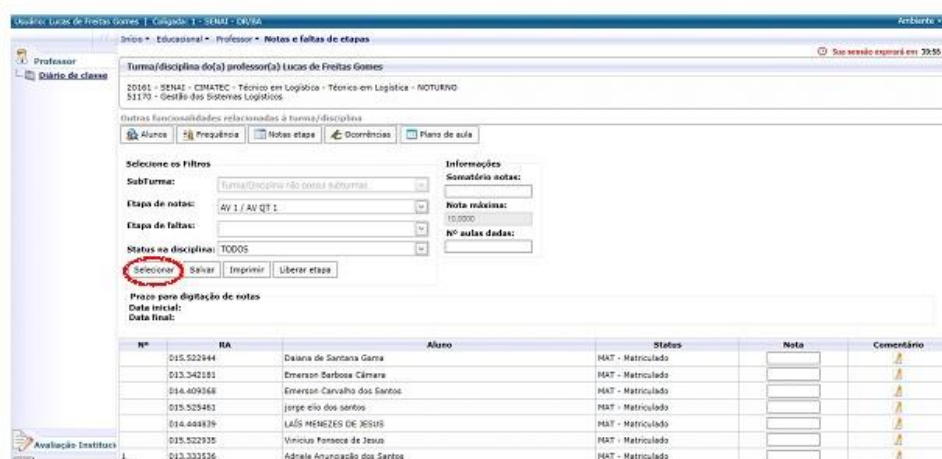 Usuário: Lucas de Freitas Gomes | Coligada: 1 - SENAI - DR/BA Ambiente
Início Educacional Professor Notas e faltas de etapas
Sua sessão expirará em: 39:56
Professor
Diário de classe
Turma/disciplina do(a) professor(a) Lucas de Freitas Gomes
20161 - SENAI - CIMATEC - Técnico em Logística - Técnico em Logística - NOTURNO
51170 - Gestão dos Sistemas Logísticos
Outras funcionalidades relacionadas à turma/disciplina
Alunos Frequência Notas etapa Ocorrências Plano de aula
Selecione os Filtros
SubTurma: Turma/Disciplina não possui subturmas
Etapa de notas: AV 1 / AV QT 1
Etapa de faltas:
Status na disciplina: TODOS
Selecionar Salvar Imprimir Liberar etapa
Informações
Somatório notas:
Nota máxima:
10,0000
Nº aulas dadas:
Prazo para digitação de notas
Data inicial:
Data final:
Nº RA Aluno Status Nota Comentário
015.522944 Daiana de Santana Gama MAT - Matriculado
013.342181 Emerson Barbosa Câmara MAT - Matriculado
014.409368 Emerson Carvalho dos Santos MAT - Matriculado
015.525461 jorge elio dos santos MAT - Matriculado
014.444839 LAÍS MENEZES DE JESUS MAT - Matriculado
015.522935 Vinicius Fonseca de Jesus MAT - Matriculado
1 013.333536 Adriele Anunciação dos Santos MAT - Matriculado
Avaliação Instituci